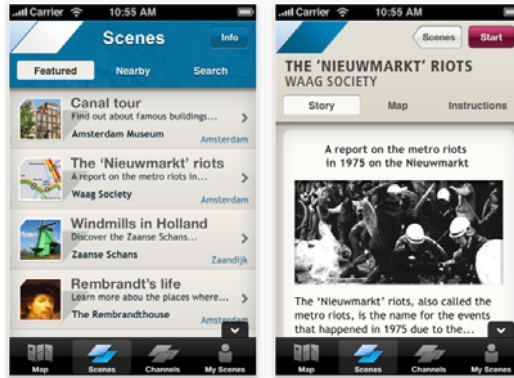 Carrier 10:55 AM
Scenes
Info
Featured Nearby Search
Canal tour
Find out about famous buildings...
Amsterdam Museum
Amsterdam
The ‘Nieuwmarkt’ riots
A report on the metro riots in...
Waag Society
Amsterdam
Windmills in Holland
Discover the Zaanse Schans...
Zaanse Schans
Zaandijk
Rembrandt's life
Learn more abou the places where...
The Rembrandthouse
Amsterdam
Map Scenes Channels My Scenes
Carrier 10:55 AM
Scenes Start
THE ‘NIEUWMARKT’ RIOTS
WAAG SOCIETY
Story Map Instructions
A report on the metro riots
in 1975 on the Nieuwmarkt
The ‘Nieuwmarkt’ riots, also called the
metro riots, is the name for the events
that happened in 1975 due to the...
Map Scenes Channels My Scenes